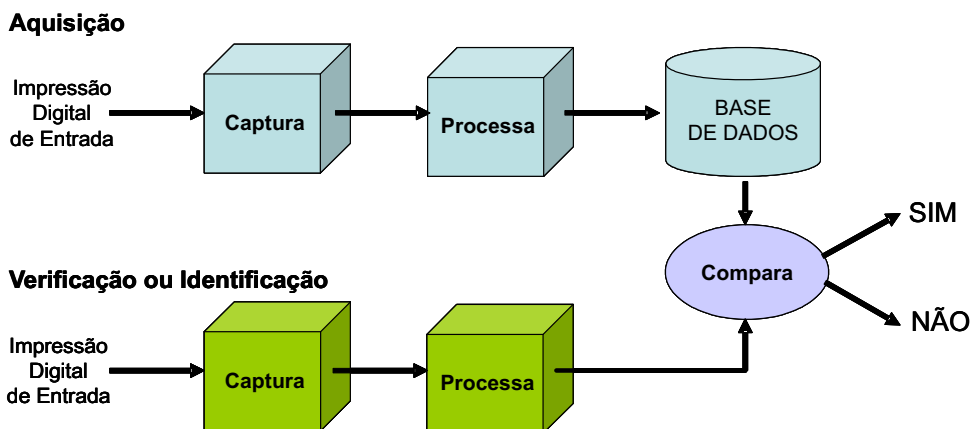 Aquisição
Impressão
Digital
de Entrada
Captura
Processa
BASE
DE DADOS
SIM
Compara
NÃO
Verificação ou Identificação
Impressão
Digital
de Entrada
Captura
Processa